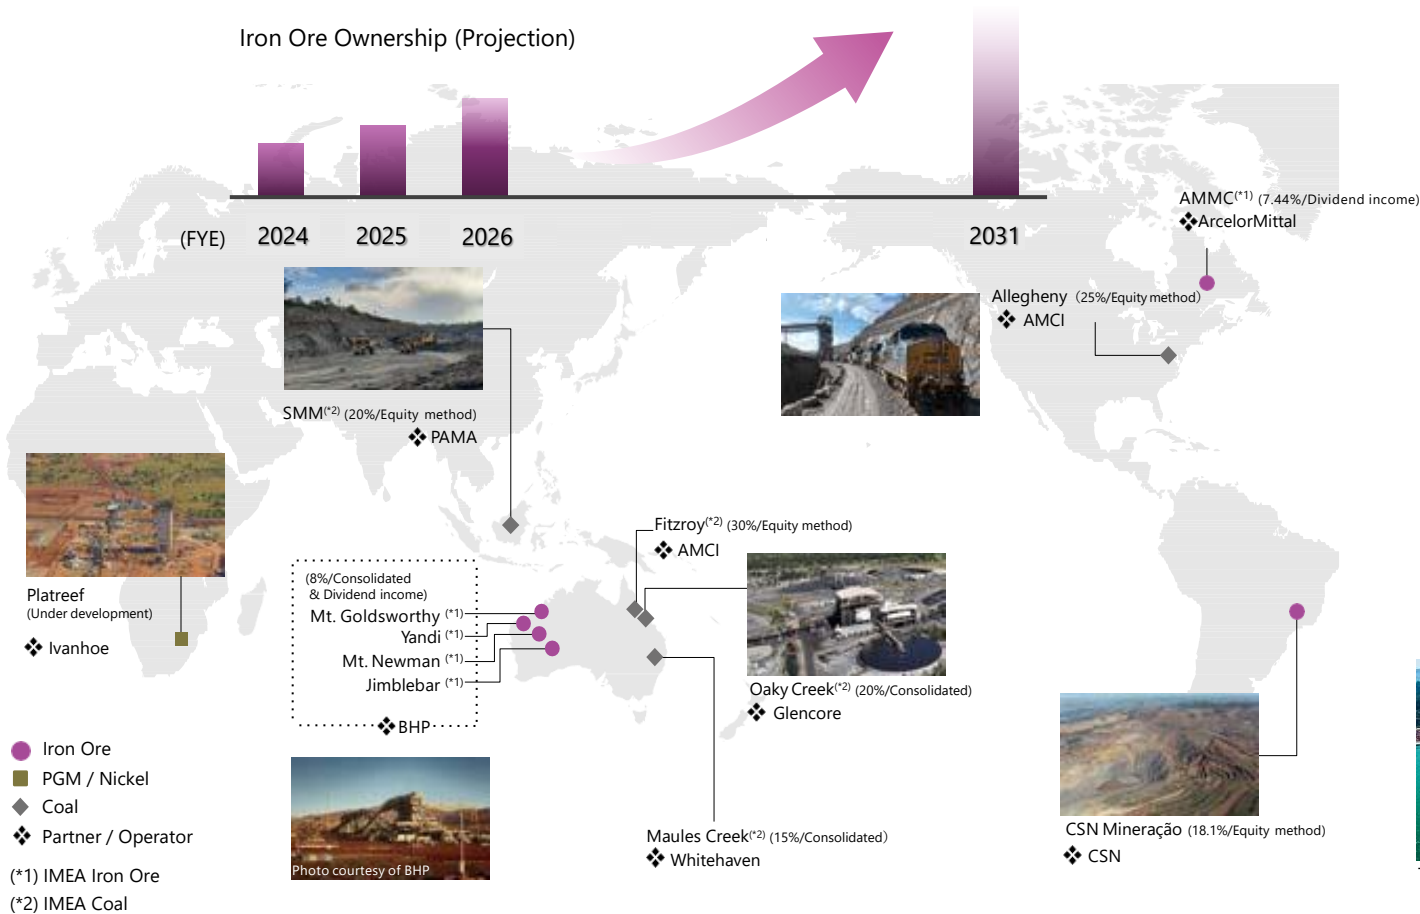 Iron Ore Ownership (Projection)
(FYE) 2024 2025 2026 2031
AMMC(*1) (7.44%/Dividend income)
❖ArcelorMittal
Allegheny （25%/Equity method）
❖ AMCI
SMM(*2) (20%/Equity method)
❖ PAMA
Platreef
(Under development)
❖ Ivanhoe
Fitzroy(*2) (30%/Equity method)
❖ AMCI
(8%/Consolidated
& Dividend income)
Mt. Goldsworthy (*1)
Yandi (*1)
Mt. Newman (*1)
Jimblebar (*1)
❖BHP
Oaky Creek(*2) (20%/Consolidated)
❖ Glencore
Photo courtesy of BHP
Maules Creek(*2) (15%/Consolidated）
❖ Whitehaven
CSN Mineração (18.1%/Equity method)
❖ CSN
Iron Ore
PGM / Nickel
Coal
❖ Partner / Operator
(*1) IMEA Iron Ore
(*2) IMEA Coal